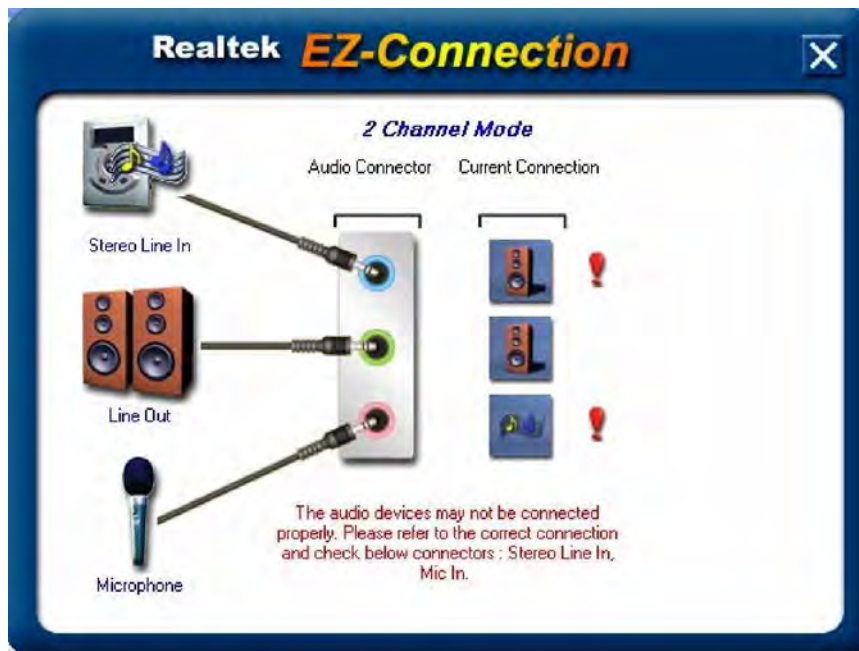 Realtek EZ-Connection
2 Channel Mode
Audio Connector Current Connection
Stereo Line In
Line Out
Microphone
The audio devices may not be connected
properly. Please refer to the correct connection
and check below connectors : Stereo Line In,
Mic In.